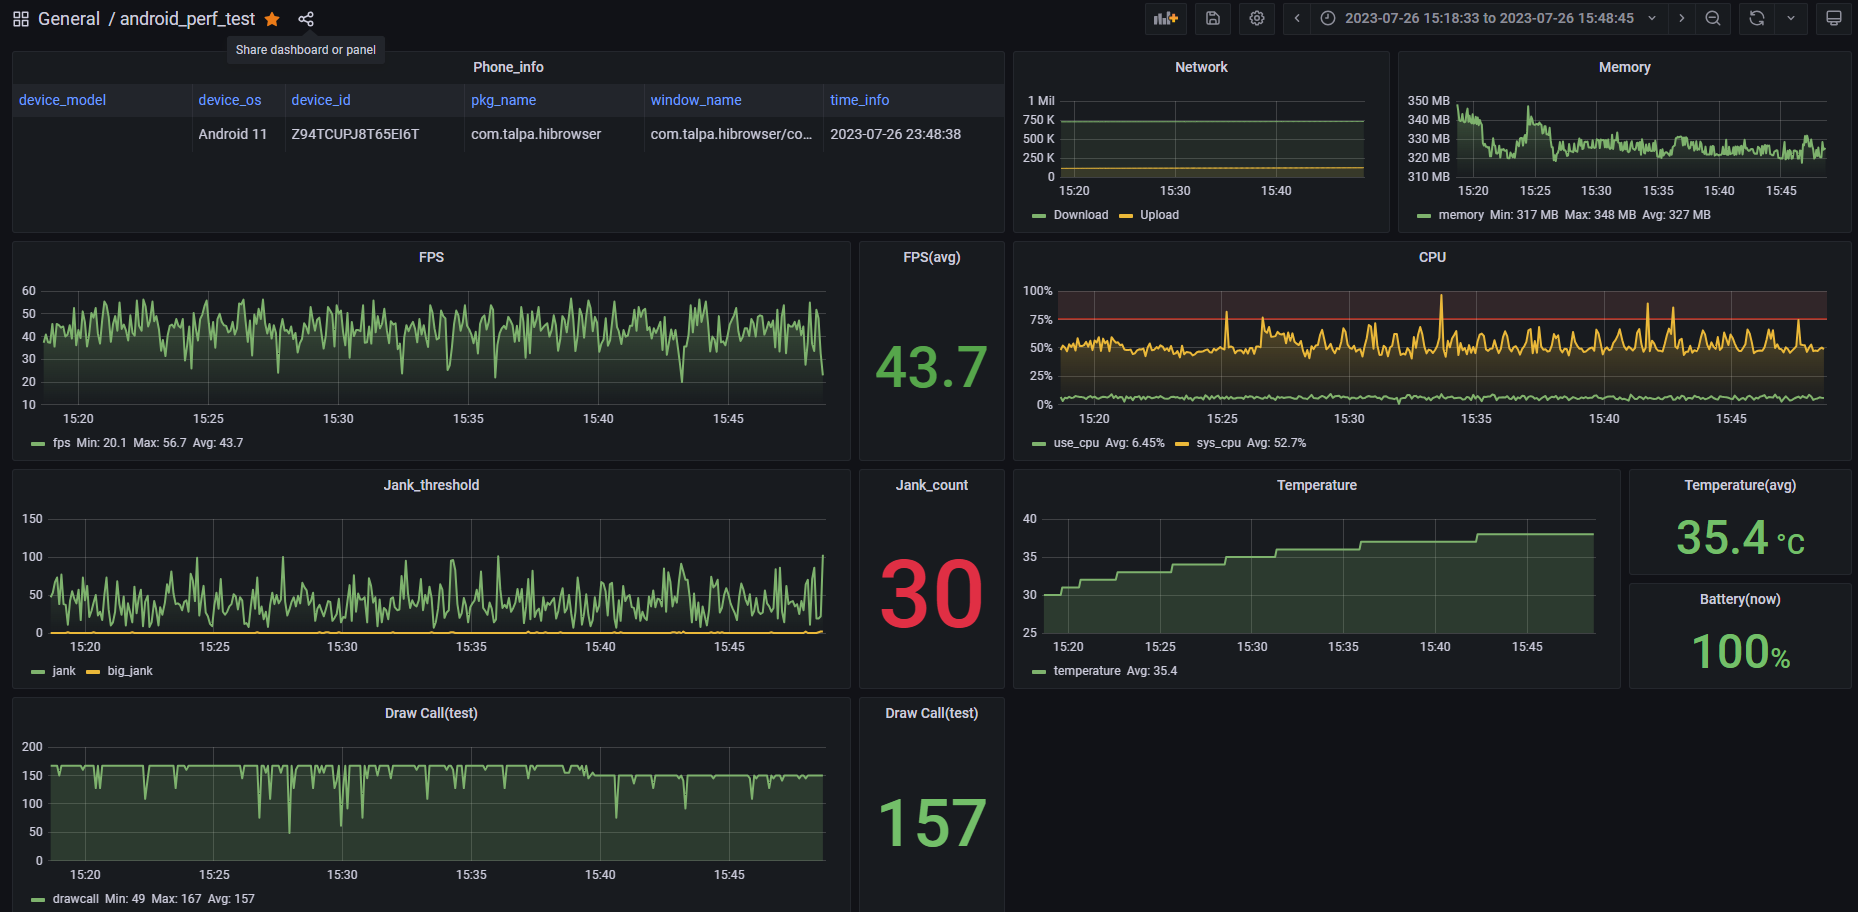 General / android_perf_test
2023-07-26 15:18:33 to 2023-07-26 15:48:45
Share dashboard or panel
Phone_info
device_model device_os device_id pkg_name window_name time_info
Android 11 Z94TCUPJ8T65EI6T com.talpa.hibrowser com.talpa.hibrowser/co... 2023-07-26 23:48:38
Network
1 Mil
750 K
500 K
250 K
0
15:20 15:30 15:40
Download Upload
Memory
350 MB
340 MB
330 MB
320 MB
310 MB
15:20 15:25 15:30 15:35 15:40 15:45
memory Min: 317 MB Max: 348 MB Avg: 327 MB
FPS
60
50
40
30
20
10
15:20 15:25 15:30 15:35 15:40 15:45
fps Min: 20.1 Max: 56.7 Avg: 43.7
FPS(avg)
43.7
CPU
100%
75%
50%
25%
0%
15:20 15:25 15:30 15:35 15:40 15:45
use_cpu Avg: 6.45% sys_cpu Avg: 52.7%
Jank_threshold
150
100
50
0
15:20 15:25 15:30 15:35 15:40 15:45
jank big_jank
Jank_count
30
Temperature
40
35
30
25
15:20 15:25 15:30 15:35 15:40 15:45
temperature Avg: 35.4
Temperature(avg)
35.4 °C
Battery(now)
100%
Draw Call(test)
200
150
100
50
0
15:20 15:25 15:30 15:35 15:40 15:45
drawcall Min: 49 Max: 167 Avg: 157
Draw Call(test)
157